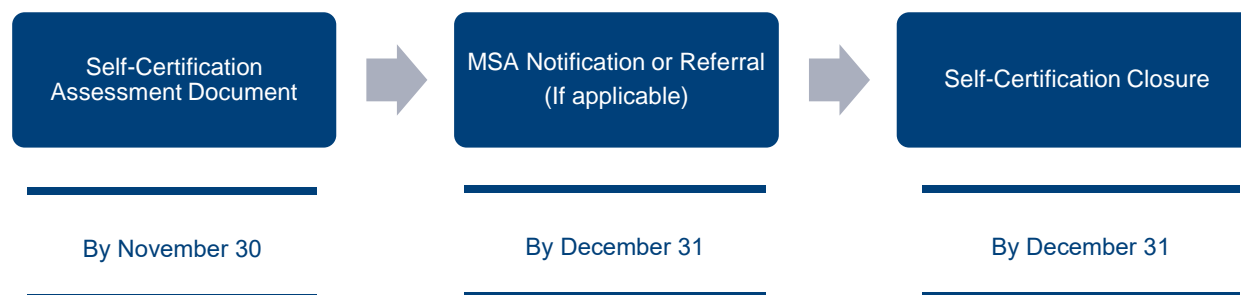 Self-Certification
Assessment Document
MSA Notification or Referral
(If applicable)
Self-Certification Closure
By November 30
By December 31
By December 31